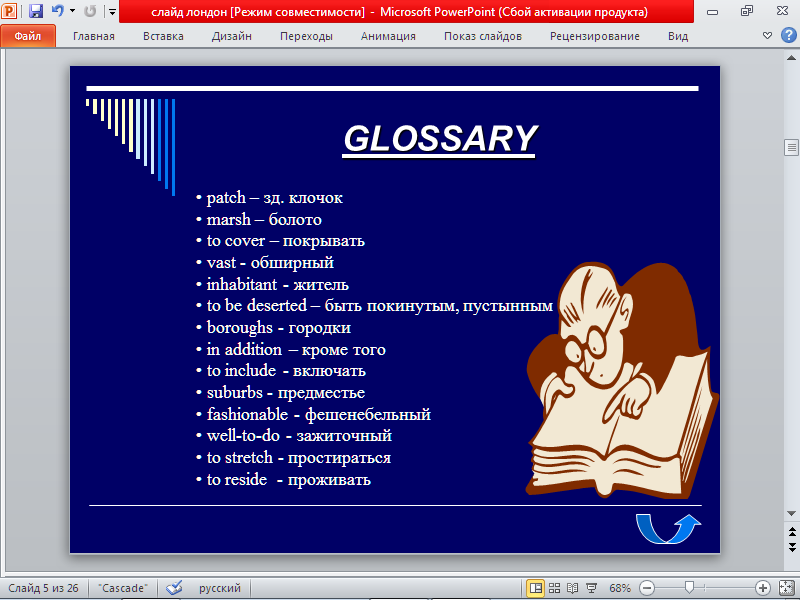 слайд лондон [Режим совместимости] - Microsoft PowerPoint (Сбой активации продукта)
Файл Главная Вставка Дизайн Переходы Анимация Показ слайдов Рецензирование Вид
GLOSSARY
• patch – зд. клочок
• marsh – болото
• to cover – покрывать
• vast - обширный
• inhabitant - житель
• to be deserted – быть покинутым, пустынным
• boroughs - городки
• in addition – кроме того
• to include - включать
• suburbs - предместье
• fashionable - фешенебельный
• well-to-do - зажиточный
• to stretch - простираться
• to reside - проживать
Слайд 5 из 26 "Cascade" русский 68%